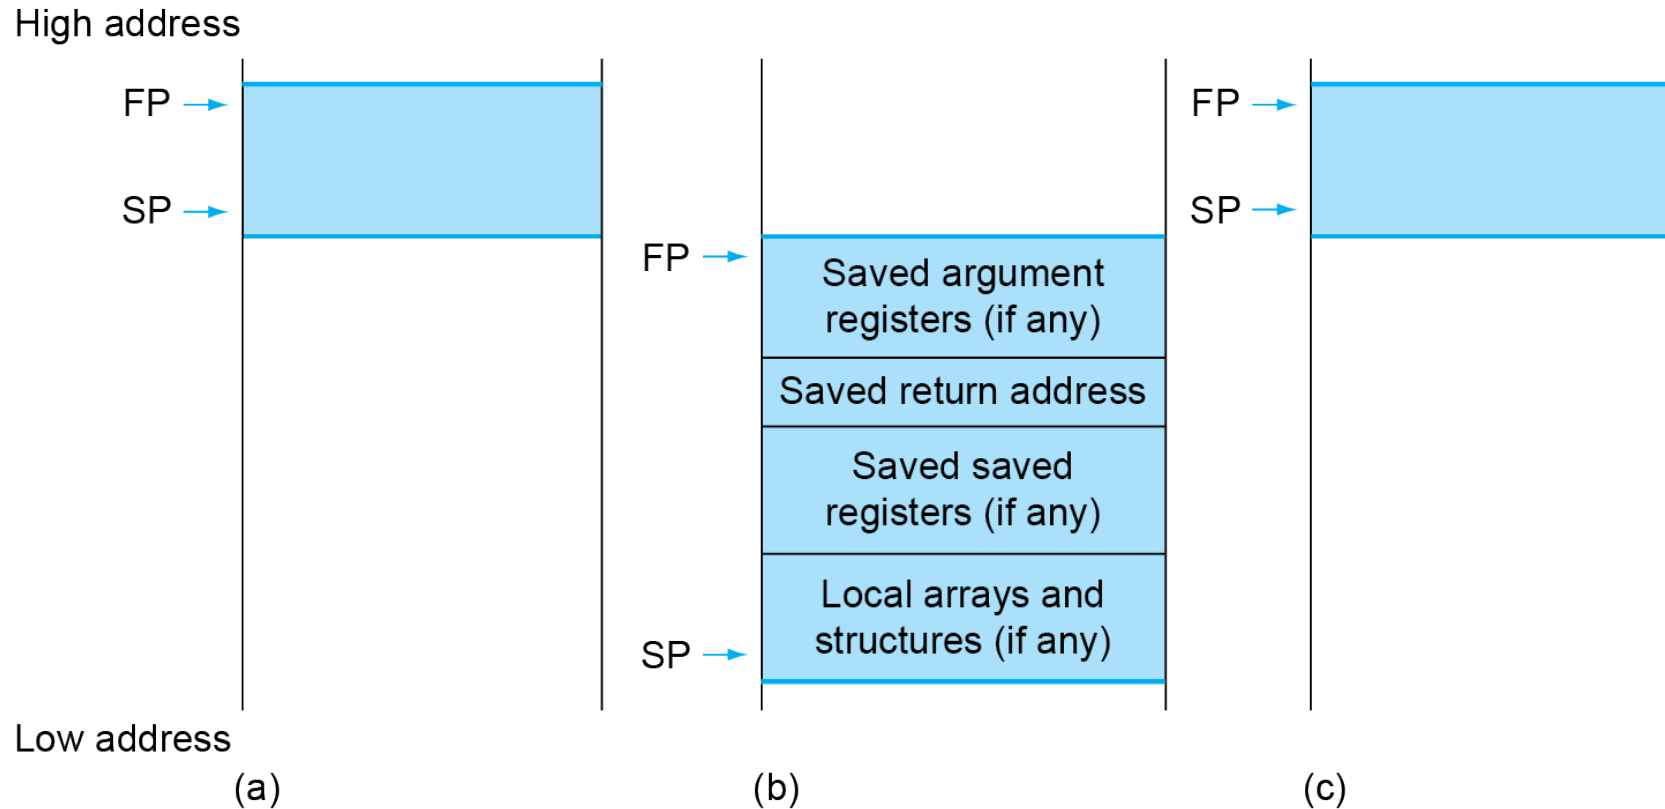 High address
FP
SP
FP
Saved argument
registers (if any)
Saved return address
Saved saved
registers (if any)
Local arrays and
structures (if any)
SP
FP
SP
Low address
(a)
(b)
(c)